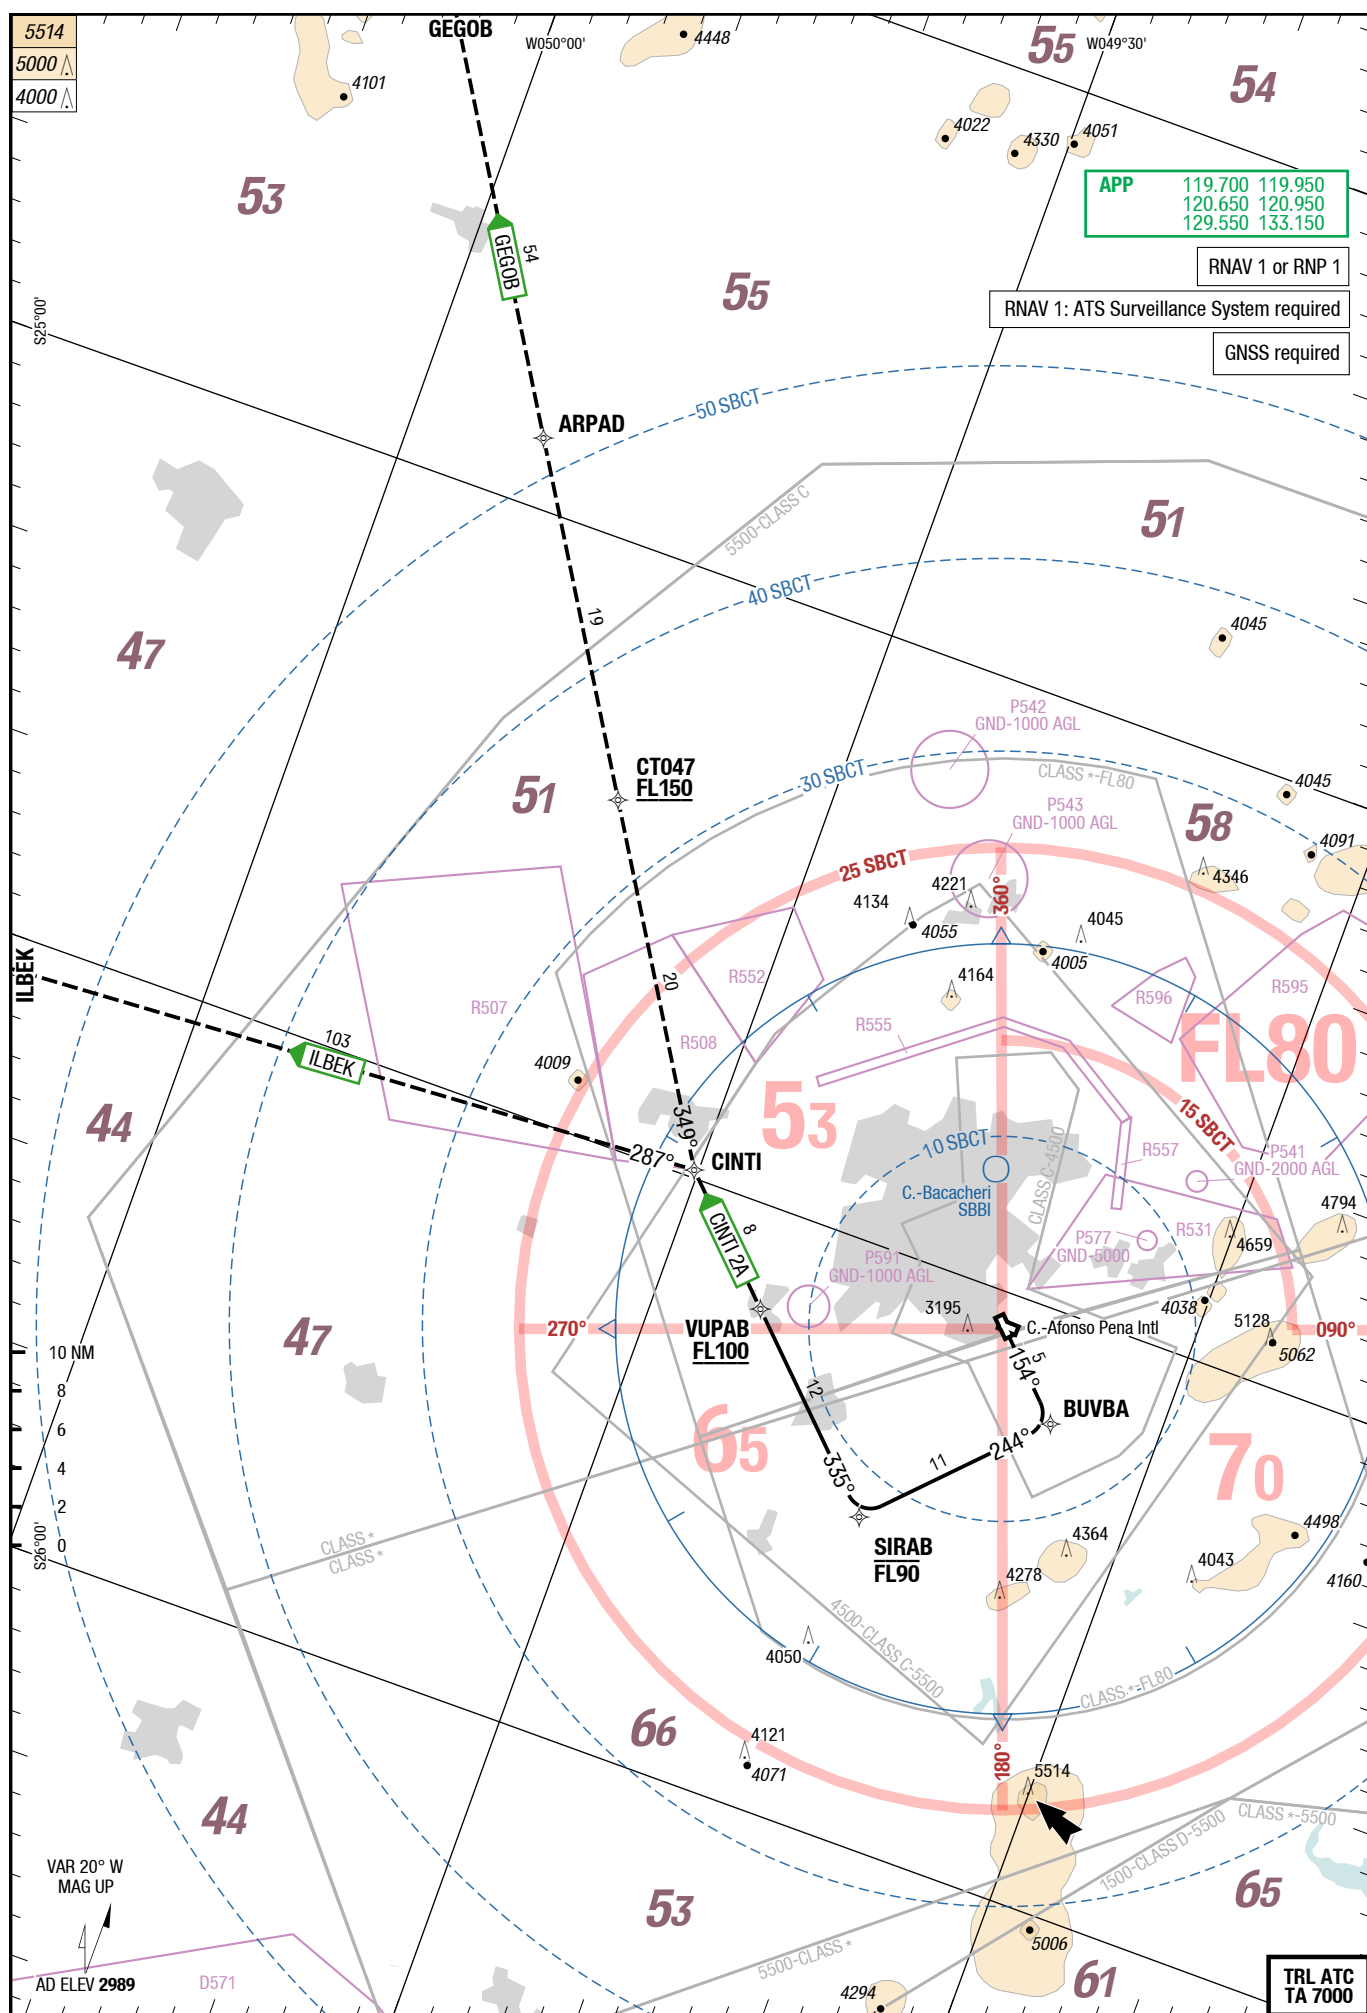 5514
5000
4000
GEGOB
W050°00'
W049°30'
4448
4101
55
54
4022
4330
4051
53
APP 119.700 119.950
120.650 120.950
129.550 133.150
RNAV 1 or RNP 1
RNAV 1: ATS Surveillance System required
GNSS required
GEGOB
54
55
S25°00'
50 SBCT
ARPAD
5500-CLASS C
51
40 SBCT
19
4045
47
P542
GND-1000 AGL
CT047
FL150
30 SBCT
CLASS *-FL80
4045
51
P543
GND-1000 AGL
58
4091
25 SBCT
4346
4134
4221
360°
4055
4045
4005
ILBEK
20
R552
4164
R596
R595
R507
R508
R555
FL80
103
ILBEK
4009
53
15 SBCT
44
349°
287°
CINTI
10 SBCT
CLASS C-4500
R557
P541
GND-2000 AGL
C.-Bacacheri
SBBI
8
CINTI 2A
P591
GND-1000 AGL
P577
GND-5000
R531
4794
4659
47
270°
VUPAB
FL100
3195
C.-Afonso Pena Intl
4038
5128
5062
090°
10 NM
8
6
4
2
0
5
154°
12
BUVBA
65
335°
11
244°
70
S26°00'
CLASS *
CLASS *
SIRAB
FL90
4364
4498
4278
4043
4160
4050
4500-CLASS C-5500
CLASS *-FL80
66
4121
4071
180°
5514
44
CLASS *-5500
1500-CLASS D-5500
VAR 20° W
MAG UP
53
65
5006
5500-CLASS *
AD ELEV 2989
D571
4294
61
TRL ATC
TA 7000